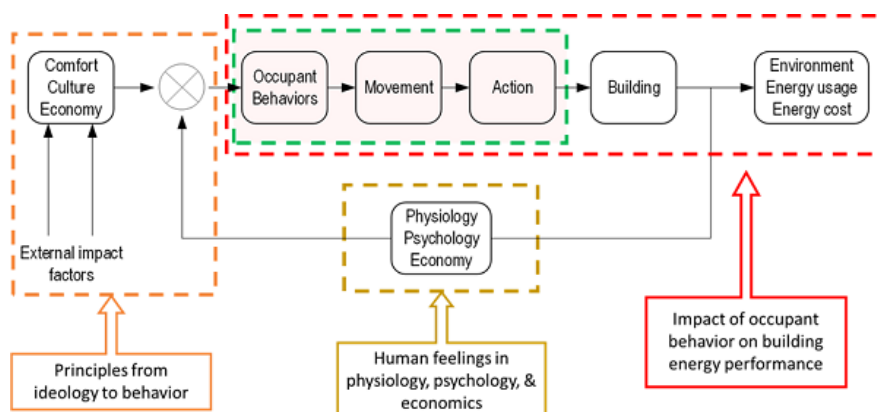 Comfort
Culture
Economy
Occupant
Behaviors
Movement
Action
Building
Environment
Energy usage
Energy cost
External impact
factors
Physiology
Psychology
Economy
Principles from
ideology to behavior
Human feelings in
physiology, psychology, &
economics
Impact of occupant
behavior on building
energy performance